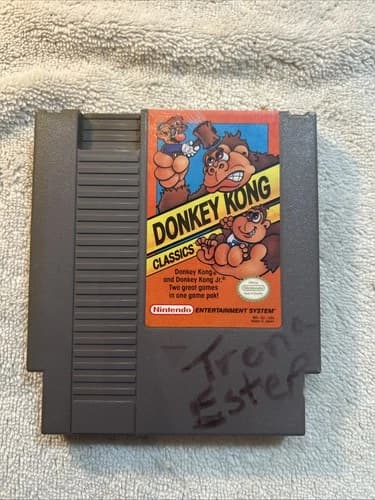 DONKEY KONG
CLASSICS
Donkey Kong®
and Donkey Kong Jr.®
Two great games
in one game pak!
Nintendo ENTERTAINMENT SYSTEM®
Ester